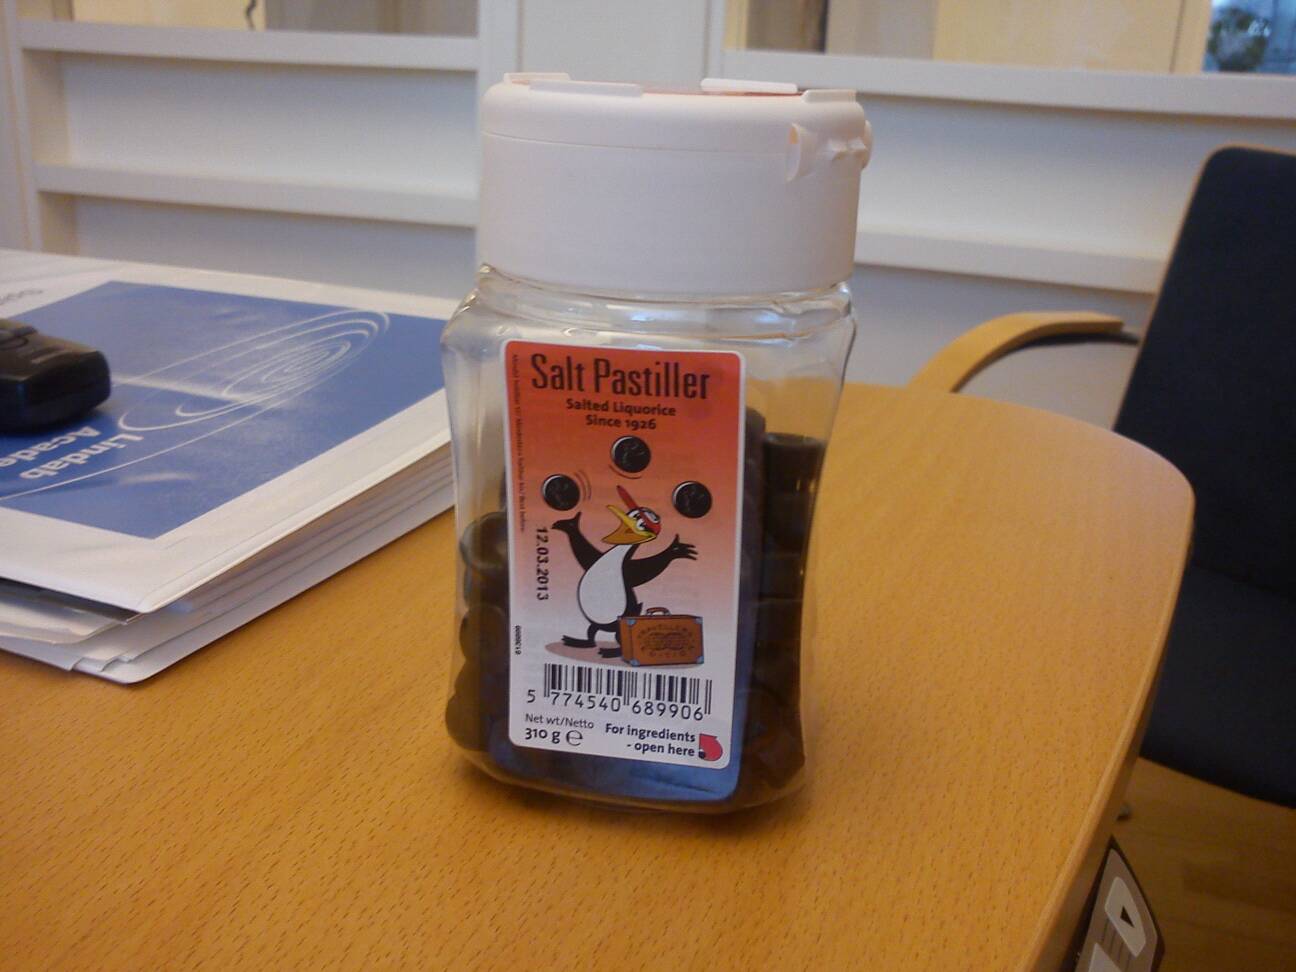 Salt Pastiller
Salted Liquorice
Since 1926
12.03.2013
5 774540 689906
Net wt/Netto
310 g ℮
For ingredients
- open here
Lindab
Acade